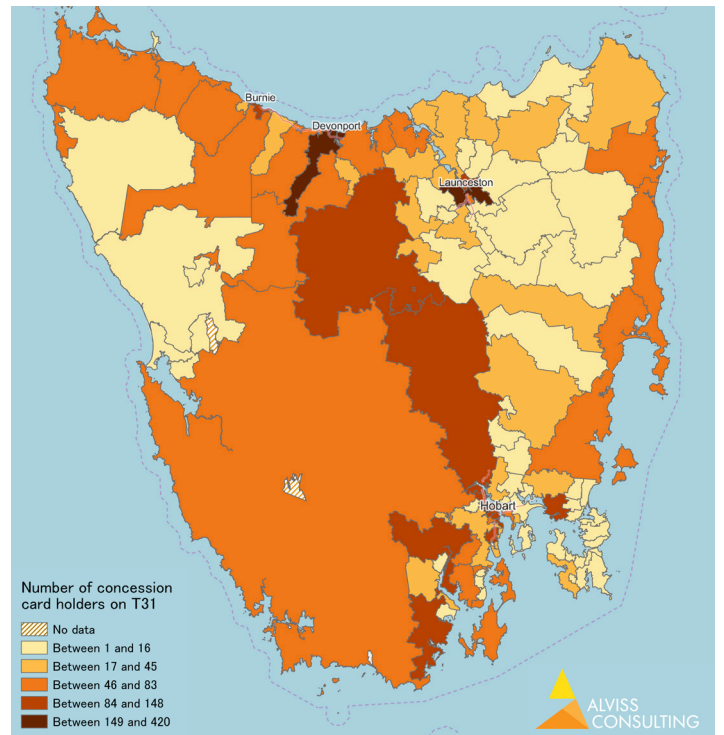 Burnie
Devonport
Launceston
Hobart
Number of concession
card holders on T31
No data
Between 1 and 16
Between 17 and 45
Between 46 and 83
Between 84 and 148
Between 149 and 420
ALVISS
CONSULTING